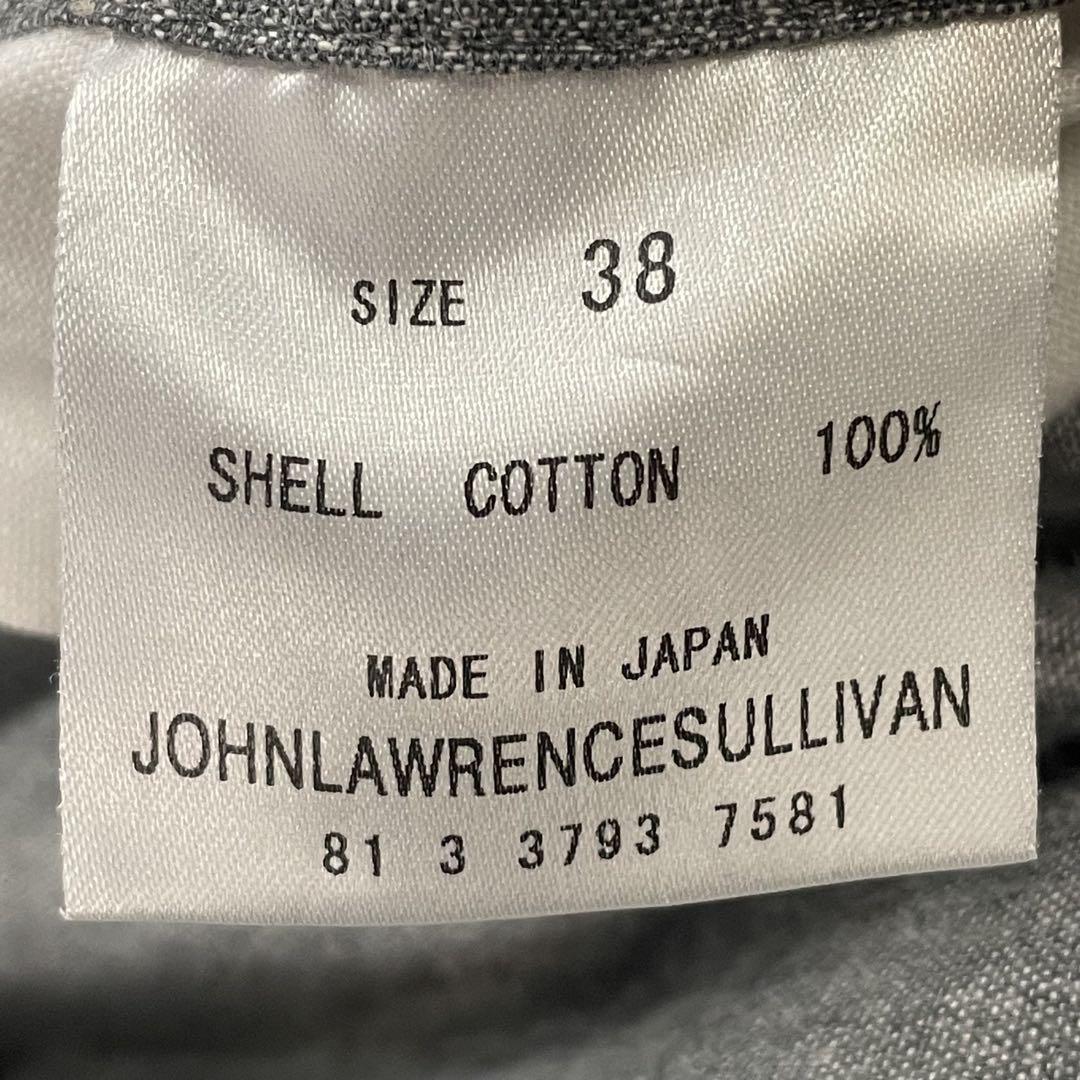 SIZE 38
SHELL COTTON 100%
MADE IN JAPAN
JOHNLAWRENCESULLIVAN
81 3 3793 7581